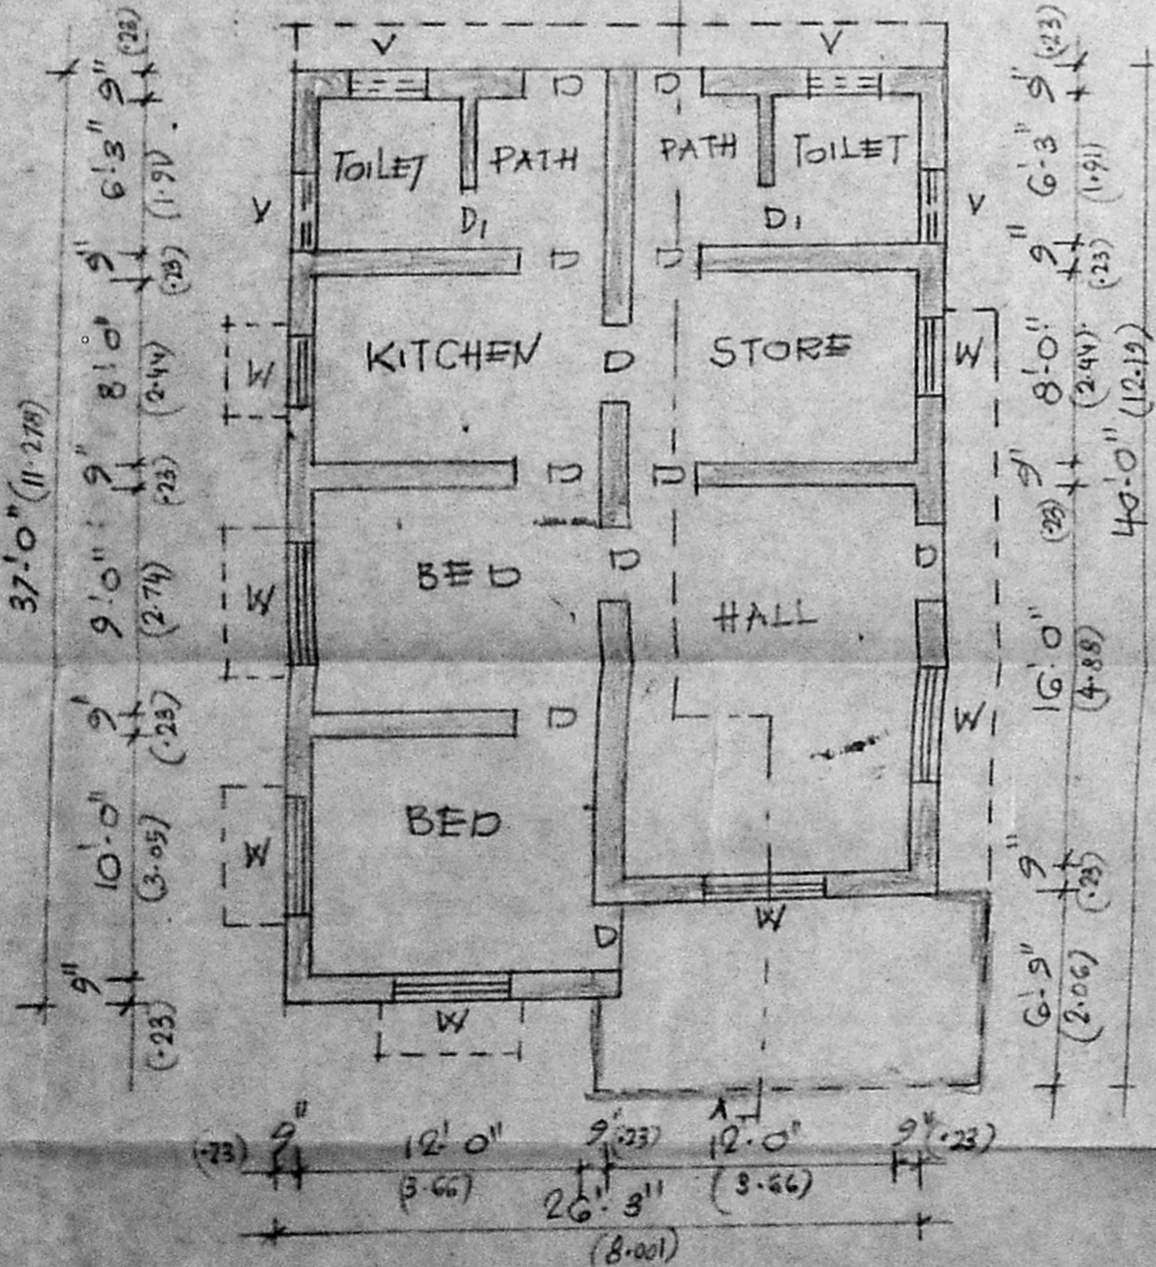 V V
D D
TOILET PATH PATH TOILET
V D1 D1 V
D D
W KITCHEN D STORE W
D D
BED D HALL D
W
D W
BED
W
D W
W
A
9" (.23)
6'-3" (1.91)
9" (.23)
8'-0" (2.44)
9" (.23)
9'-0" (2.74)
9' (.23)
10'-0" (3.05)
9" (.23)
37'-0" (11.278)
9" (.23)
6'-3" (1.91)
9" (.23)
8'-0" (2.44)
9" (.23)
16'-0" (4.88)
9" (.23)
6'-9" (2.06)
40'-0" (12.19)
(.23) 9" 12'-0" 9' (.23) 12'-0" 9" (.23)
(3.66) (3.66)
26'-3"
(8.001)